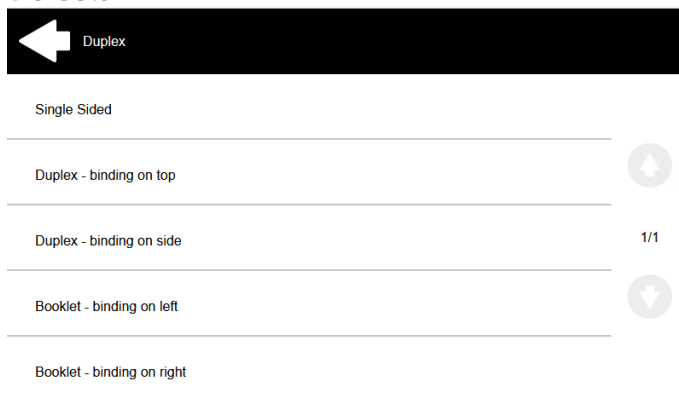 Duplex
Single Sided
Duplex - binding on top
Duplex - binding on side
1/1
Booklet - binding on left
Booklet - binding on right